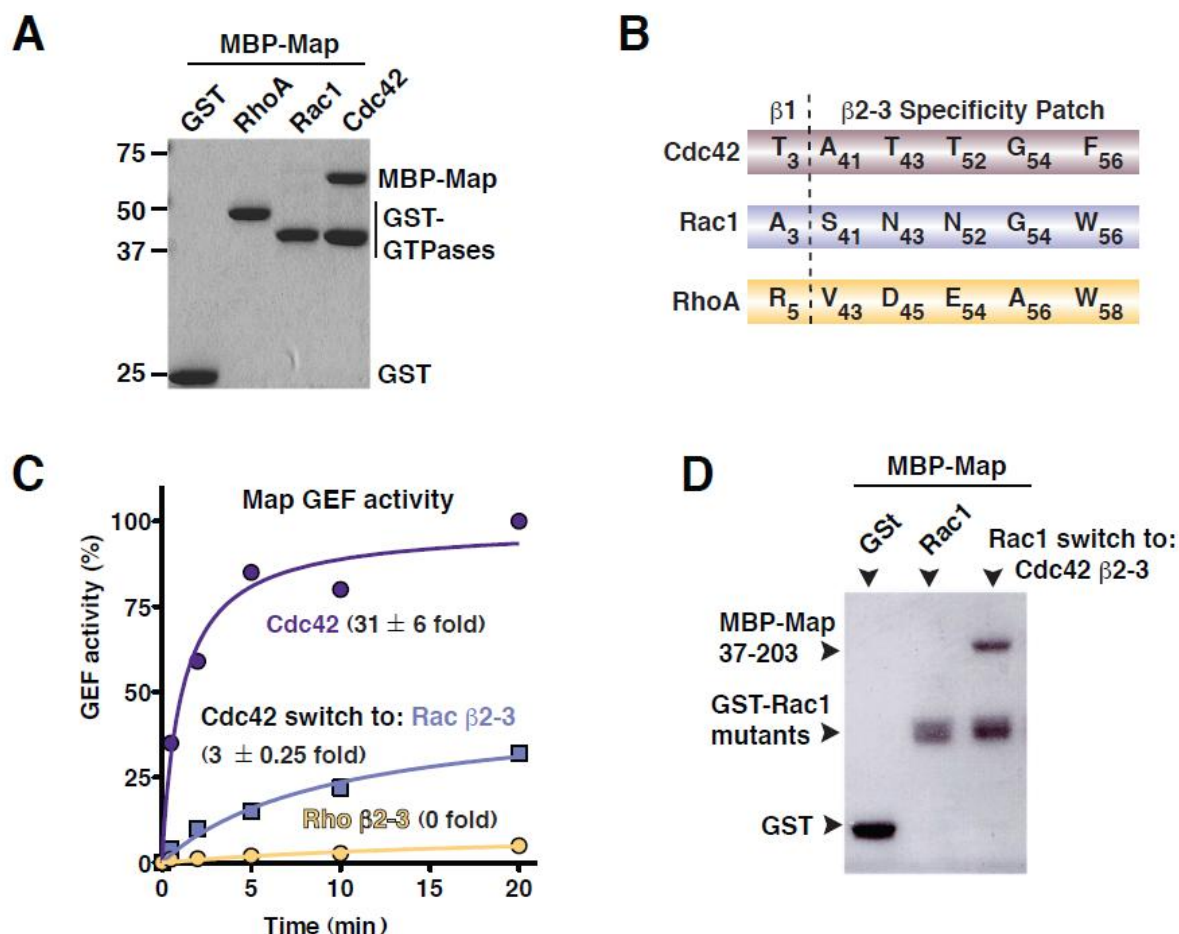 A
MBP-Map
GST RhoA Rac1 Cdc42
75
50
37
25
MBP-Map
GST-
GTPases
GST
B
β1 β2-3 Specificity Patch
Cdc42 T3 A41 T43 T52 G54 F56
Rac1 A3 S41 N43 N52 G54 W56
RhoA R5 V43 D45 E54 A56 W58
C
Map GEF activity
GEF activity (%)
100
75
50
25
0
Cdc42 (31 ± 6 fold)
Cdc42 switch to: Rac β2-3
(3 ± 0.25 fold)
Rho β2-3 (0 fold)
0 5 10 15 20
Time (min)
D
MBP-Map
GSt Rac1 Rac1 switch to:
Cdc42 β2-3
MBP-Map
37-203
GST-Rac1
mutants
GST